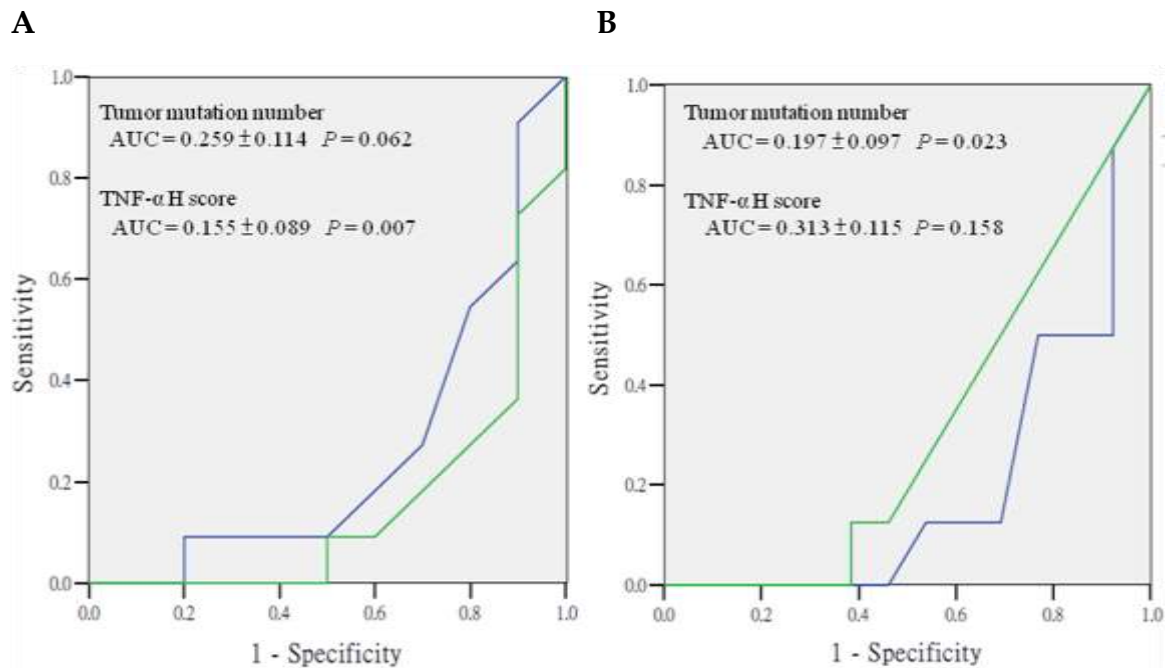 A
B
Tumor mutation number
AUC=0.259±0.114 P=0.062
TNF-α H score
AUC=0.155±0.089 P=0.007
Sensitivity
1.0
0.8
0.6
0.4
0.2
0.0
0.0 0.2 0.4 0.6 0.8 1.0
1 - Specificity
Tumor mutation number
AUC=0.197±0.097 P=0.023
TNF-α H score
AUC=0.313±0.115 P=0.158
Sensitivity
1.0
0.8
0.6
0.4
0.2
0.0
0.0 0.2 0.4 0.6 0.8 1.0
1 - Specificity